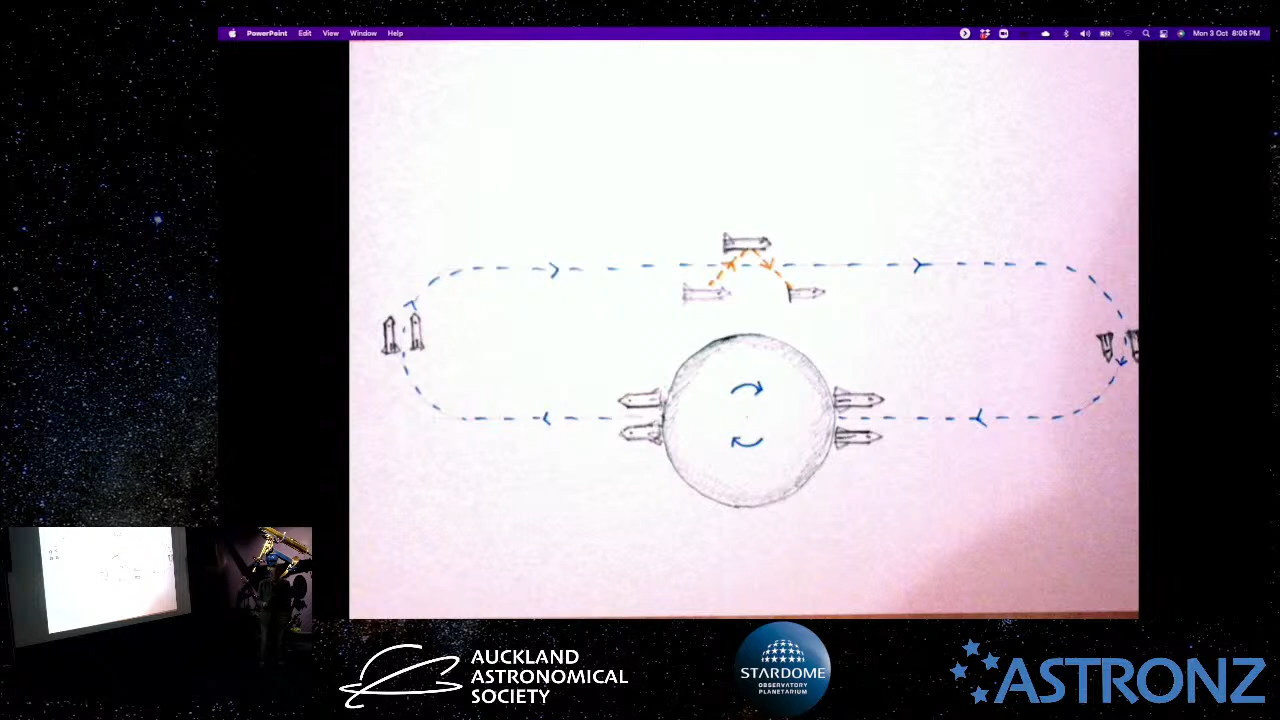 PowerPoint Edit View Window Help
Mon 3 Oct 8:06 PM
AUCKLAND
ASTRONOMICAL
SOCIETY
STARDOME
OBSERVATORY
PLANETARIUM
ASTRONZ